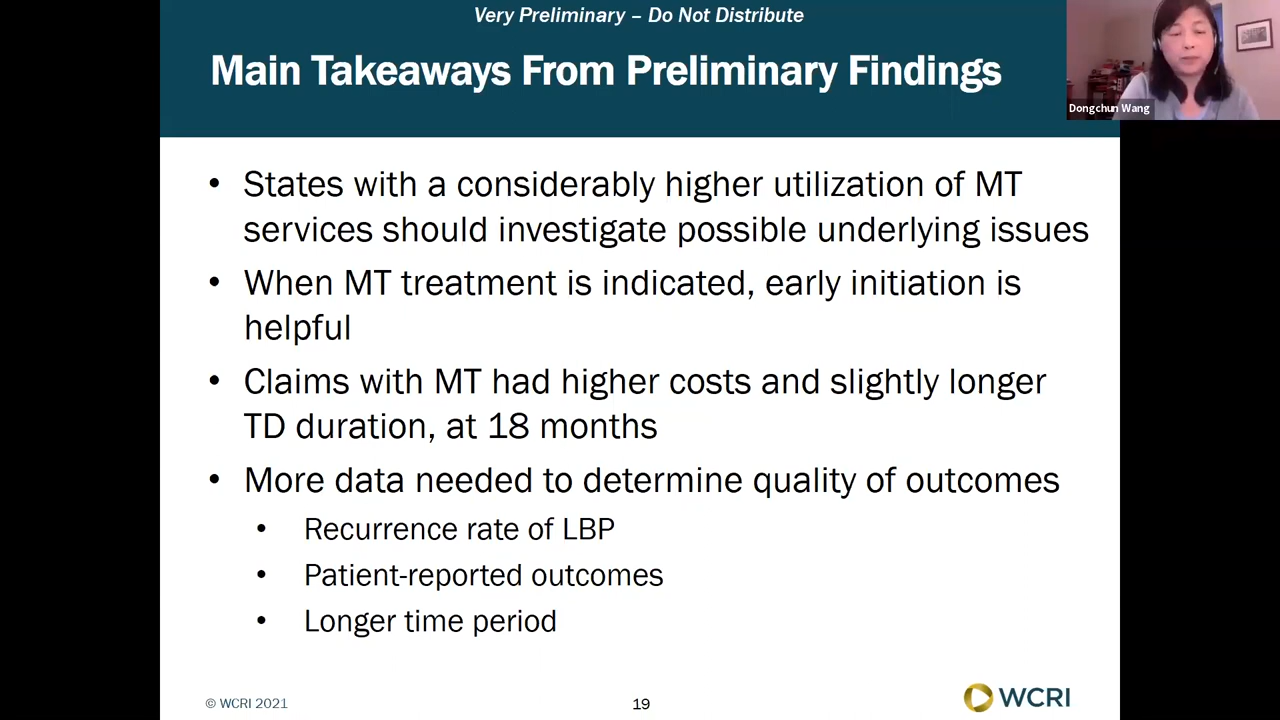 Very Preliminary – Do Not Distribute
Main Takeaways From Preliminary Findings
Dongchun Wang
• States with a considerably higher utilization of MT
services should investigate possible underlying issues
• When MT treatment is indicated, early initiation is
helpful
• Claims with MT had higher costs and slightly longer
TD duration, at 18 months
• More data needed to determine quality of outcomes
• Recurrence rate of LBP
• Patient-reported outcomes
• Longer time period
© WCRI 2021
19
WCRI